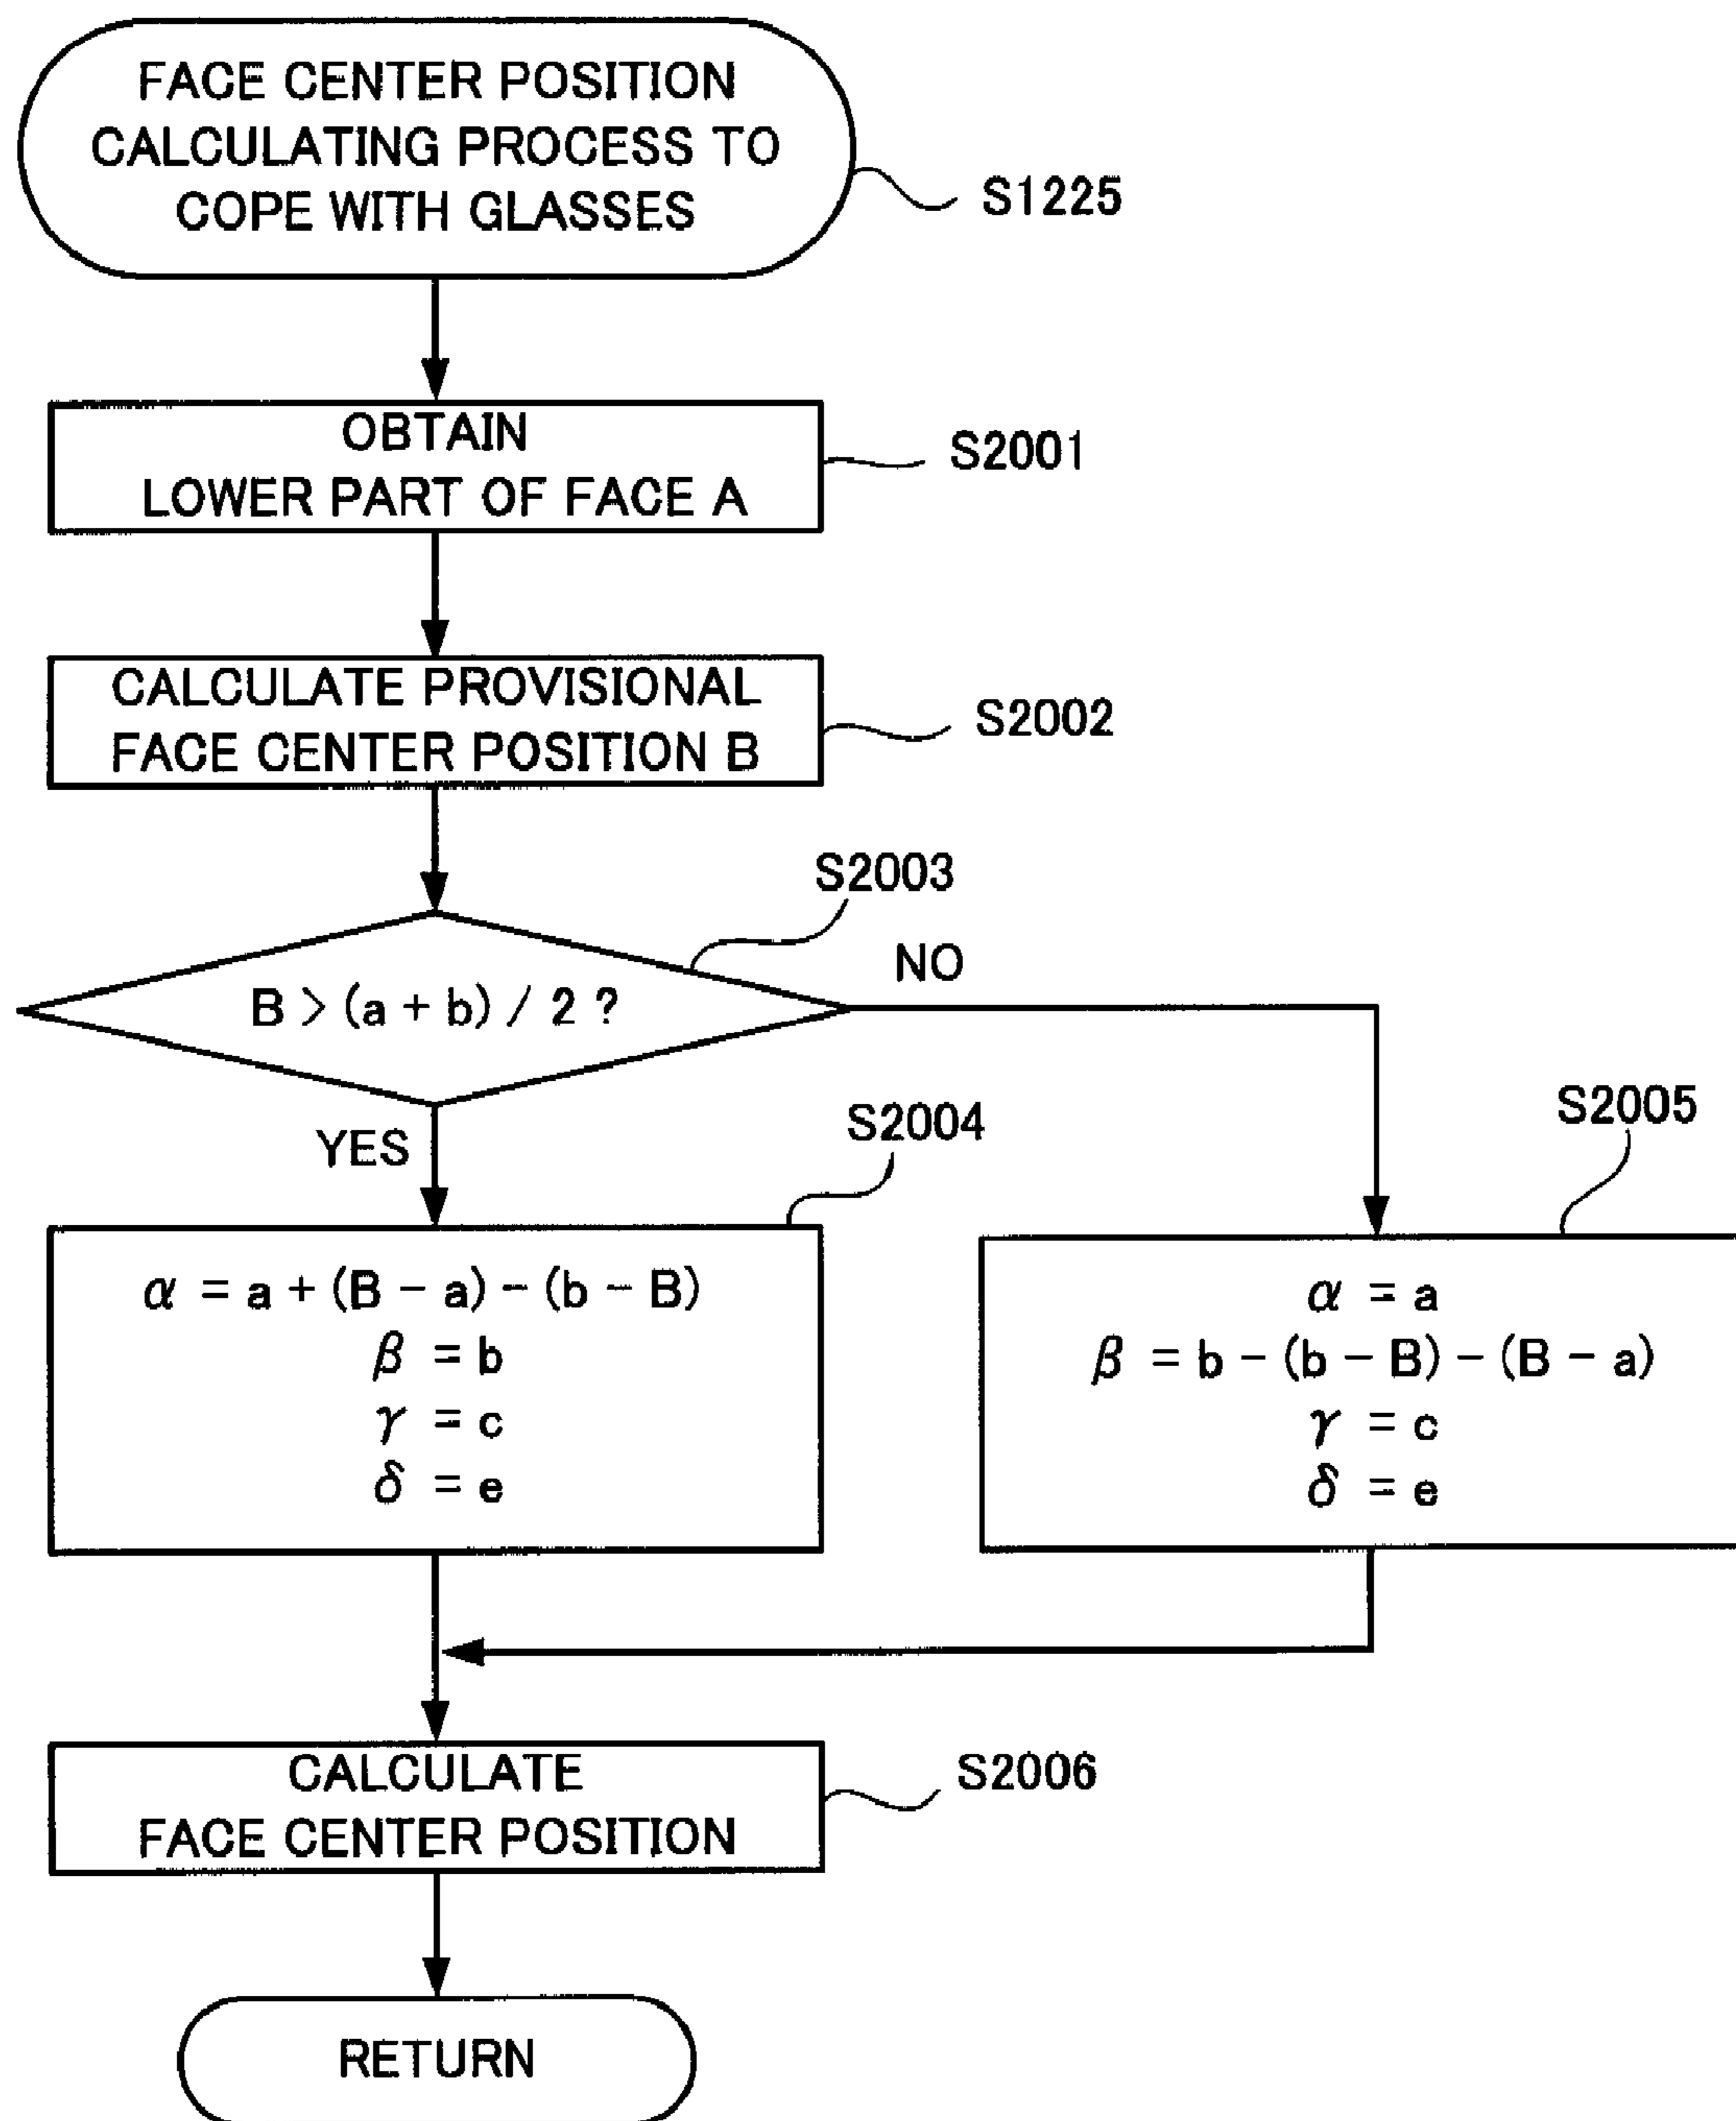 FACE CENTER POSITION
CALCULATING PROCESS TO
COPE WITH GLASSES
S1225
OBTAIN
LOWER PART OF FACE A
S2001
CALCULATE PROVISIONAL
FACE CENTER POSITION B
S2002
S2003
B > (a + b) / 2 ?
NO
YES
S2004
α = a + (B - a) - (b - B)
β = b
γ = c
δ = e
S2005
α = a
β = b - (b - B) - (B - a)
γ = c
δ = e
CALCULATE
FACE CENTER POSITION
S2006
RETURN